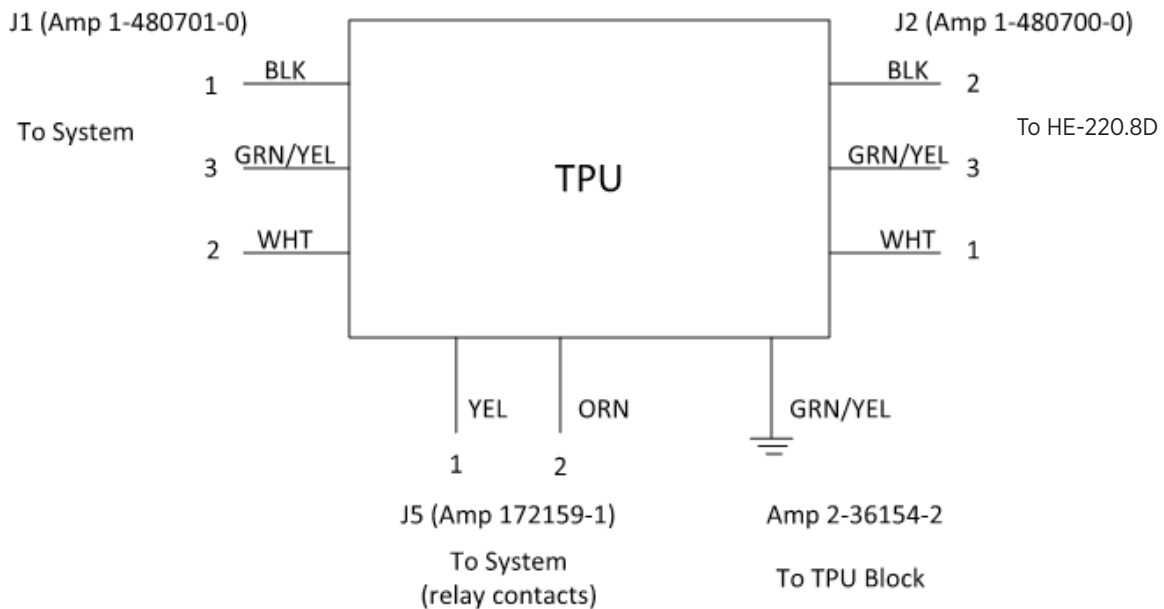 J1 (Amp 1-480701-0)
J2 (Amp 1-480700-0)
1 BLK
BLK 2
To System
To HE-220.8D
3 GRN/YEL
TPU
GRN/YEL 3
2 WHT
WHT 1
YEL
ORN
GRN/YEL
1
2
J5 (Amp 172159-1)
Amp 2-36154-2
To System
(relay contacts)
To TPU Block